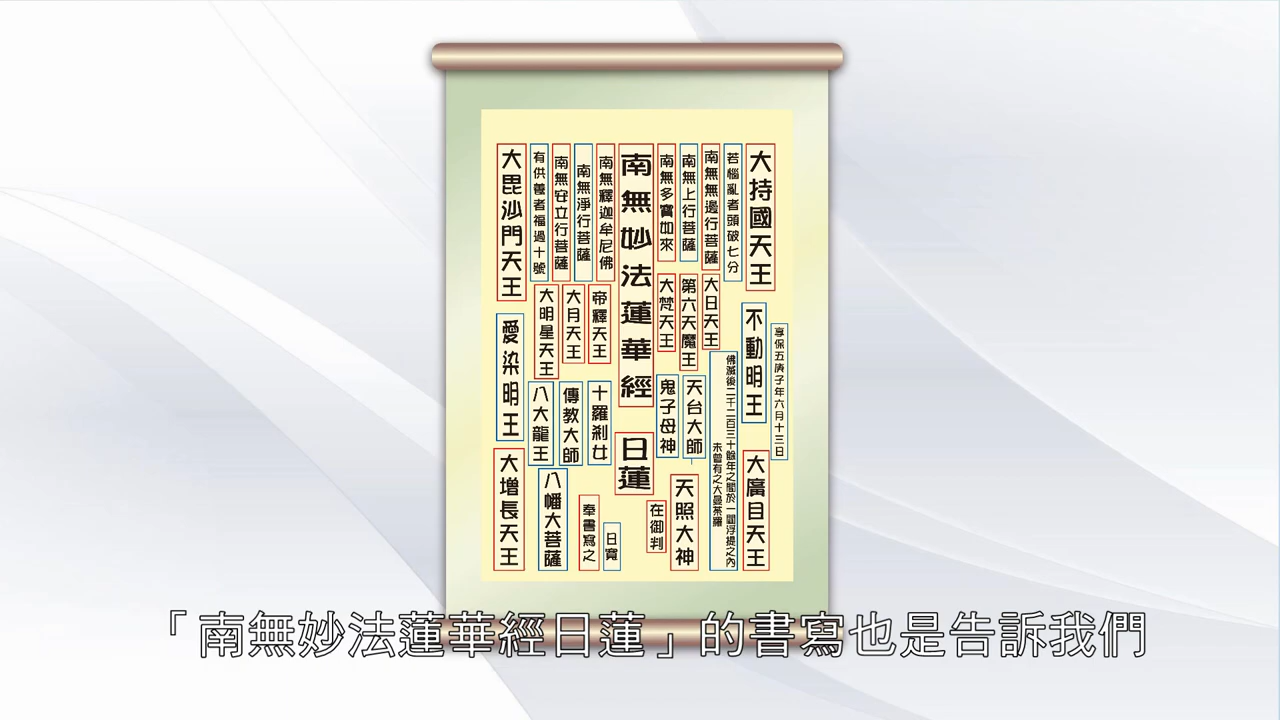 大持國天王
若惱亂者頭破七分
南無無邊行菩薩
南無上行菩薩
南無多寶如來
南無妙法蓮華經
南無釋迦牟尼佛
南無淨行菩薩
南無安立行菩薩
有供養者福過十號
大毘沙門天王
享保五庚子年六月十三日
不動明王
大日天王
第六天魔王
大梵天王
帝釋天王
大月天王
大明星天王
愛染明王
佛滅後二千二百三十餘年之間於一閻浮提之內
未曾有之大曼荼羅
天台大師
鬼子母神
日蓮
十羅剎女
傳教大師
八大龍王
大廣目天王
天照大神
在御判
日寬
奉書寫之
八幡大菩薩
大增長天王
「南無妙法蓮華經日蓮」的書寫也是告訴我們